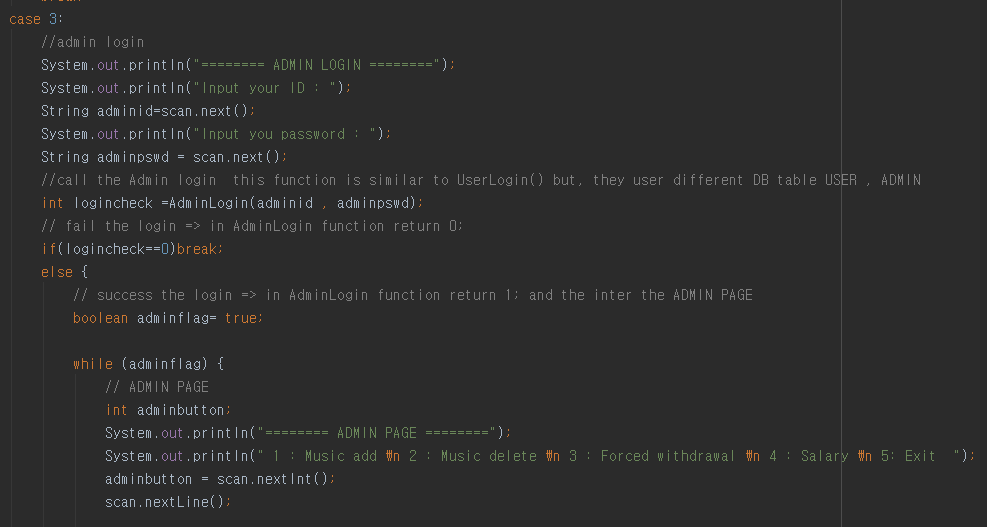 break
case 3:
//admin login
System.out.println("======== ADMIN LOGIN ========");
System.out.println("Input your ID : ");
String adminid=scan.next();
System.out.println("Input you password : ");
String adminpswd = scan.next();
//call the Admin login  this function is similar to UserLogin() but, they user different DB table USER , ADMIN
int logincheck =AdminLogin(adminid , adminpswd);
// fail the login => in AdminLogin function return 0;
if(logincheck==0)break;
else {
// success the login => in AdminLogin function return 1; and the inter the ADMIN PAGE
boolean adminflag= true;
while (adminflag) {
// ADMIN PAGE
int adminbutton;
System.out.println("======== ADMIN PAGE ========");
System.out.println(" 1 : Music add ₩n 2 : Music delete ₩n 3 : Forced withdrawal ₩n 4 : Salary ₩n 5: Exit  ");
adminbutton = scan.nextInt();
scan.nextLine();